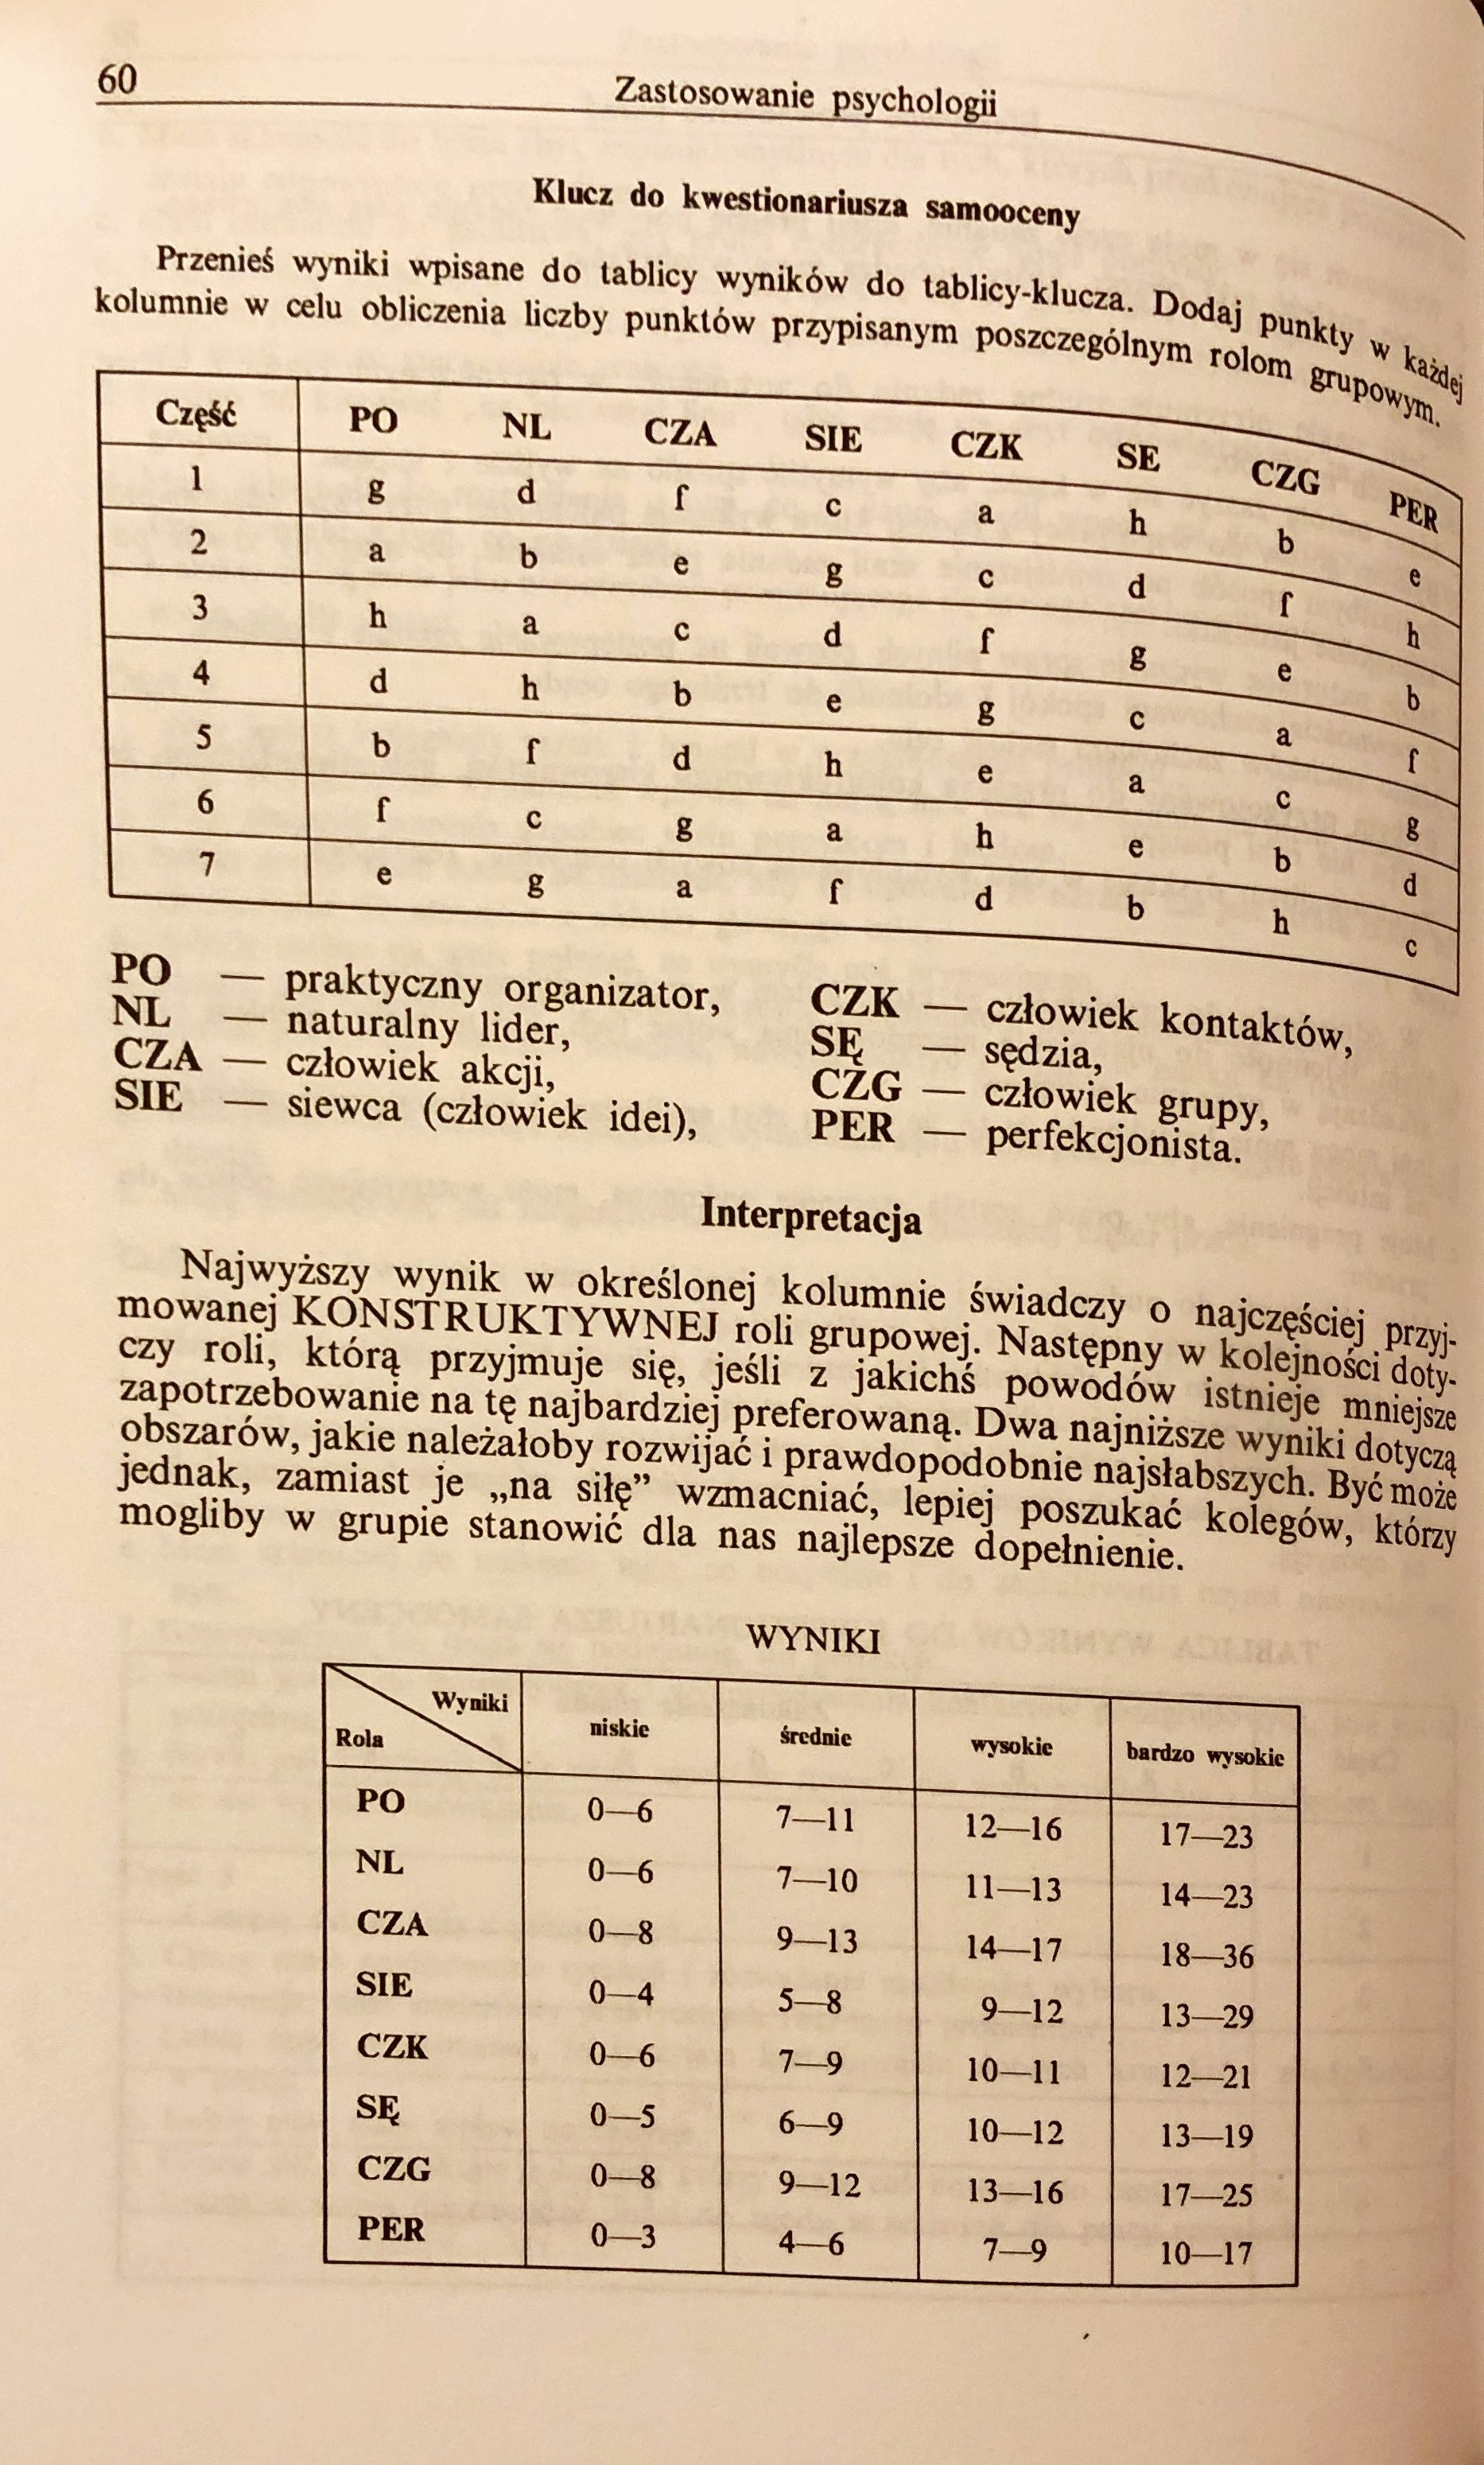 60
Zastosowanie psychologii
Klucz do kwestionariusza samooceny
Przenieś wyniki wpisane do tablicy wyników do tablicy-klucza. Dodaj punkty w każdej
kolumnie w celu obliczenia liczby punktów przypisanym poszczególnym rolom grupowym.
Część PO NL CZA SIE CZK SĘ CZG PER
1 g d f c a h b e
2 a b e g c d f h
3 h a c d f g e b
4 d h b e g c a f
5 b f d h e a c g
6 f c g a h e b d
7 e g a f d b h c
PO — praktyczny organizator,
NL — naturalny lider,
CZA — człowiek akcji,
SIE — siewca (człowiek idei),
CZK — człowiek kontaktów,
SĘ — sędzia,
CZG — człowiek grupy,
PER — perfekcjonista.
Interpretacja
Najwyższy wynik w określonej kolumnie świadczy o najczęściej przyj-
mowanej KONSTRUKTYWNEJ roli grupowej. Następny w kolejności doty-
czy roli, którą przyjmuje się, jeśli z jakichś powodów istnieje mniejsze
zapotrzebowanie na tę najbardziej preferowaną. Dwa najniższe wyniki dotyczą
obszarów, jakie należałoby rozwijać i prawdopodobnie najsłabszych. Być może
jednak, zamiast je „na siłę” wzmacniać, lepiej poszukać kolegów, którzy
mogliby w grupie stanowić dla nas najlepsze dopełnienie.
WYNIKI
Wyniki
Rola niskie średnie wysokie bardzo wysokie
PO 0—6 7—11 12—16 17—23
NL 0—6 7—10 11—13 14—23
CZA 0—8 9—13 14—17 18—36
SIE 0—4 5—8 9—12 13—29
CZK 0—6 7—9 10—11 12—21
SĘ 0—5 6—9 10—12 13—19
CZG 0—8 9—12 13—16 17—25
PER 0—3 4—6 7—9 10—17